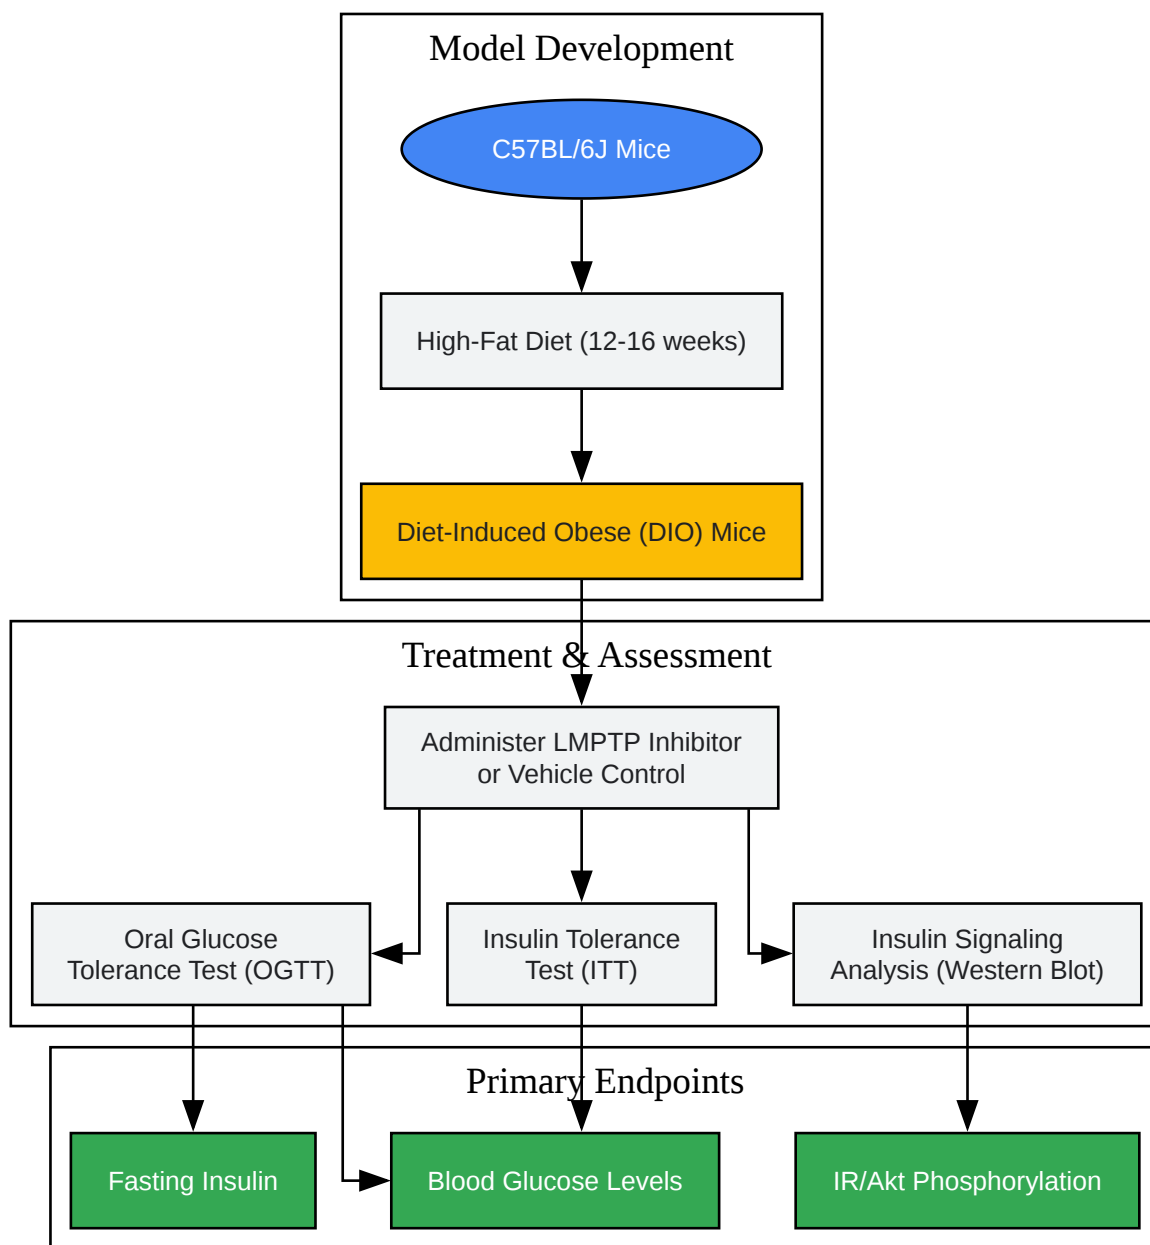 Model Development
C57BL/6J Mice
High-Fat Diet (12-16 weeks)
Diet-Induced Obese (DIO) Mice
Treatment & Assessment
Administer LMPTP Inhibitor
or Vehicle Control
Oral Glucose
Tolerance Test (OGTT)
Insulin Tolerance
Test (ITT)
Insulin Signaling
Analysis (Western Blot)
Primary Endpoints
Fasting Insulin
Blood Glucose Levels
IR/Akt Phosphorylation